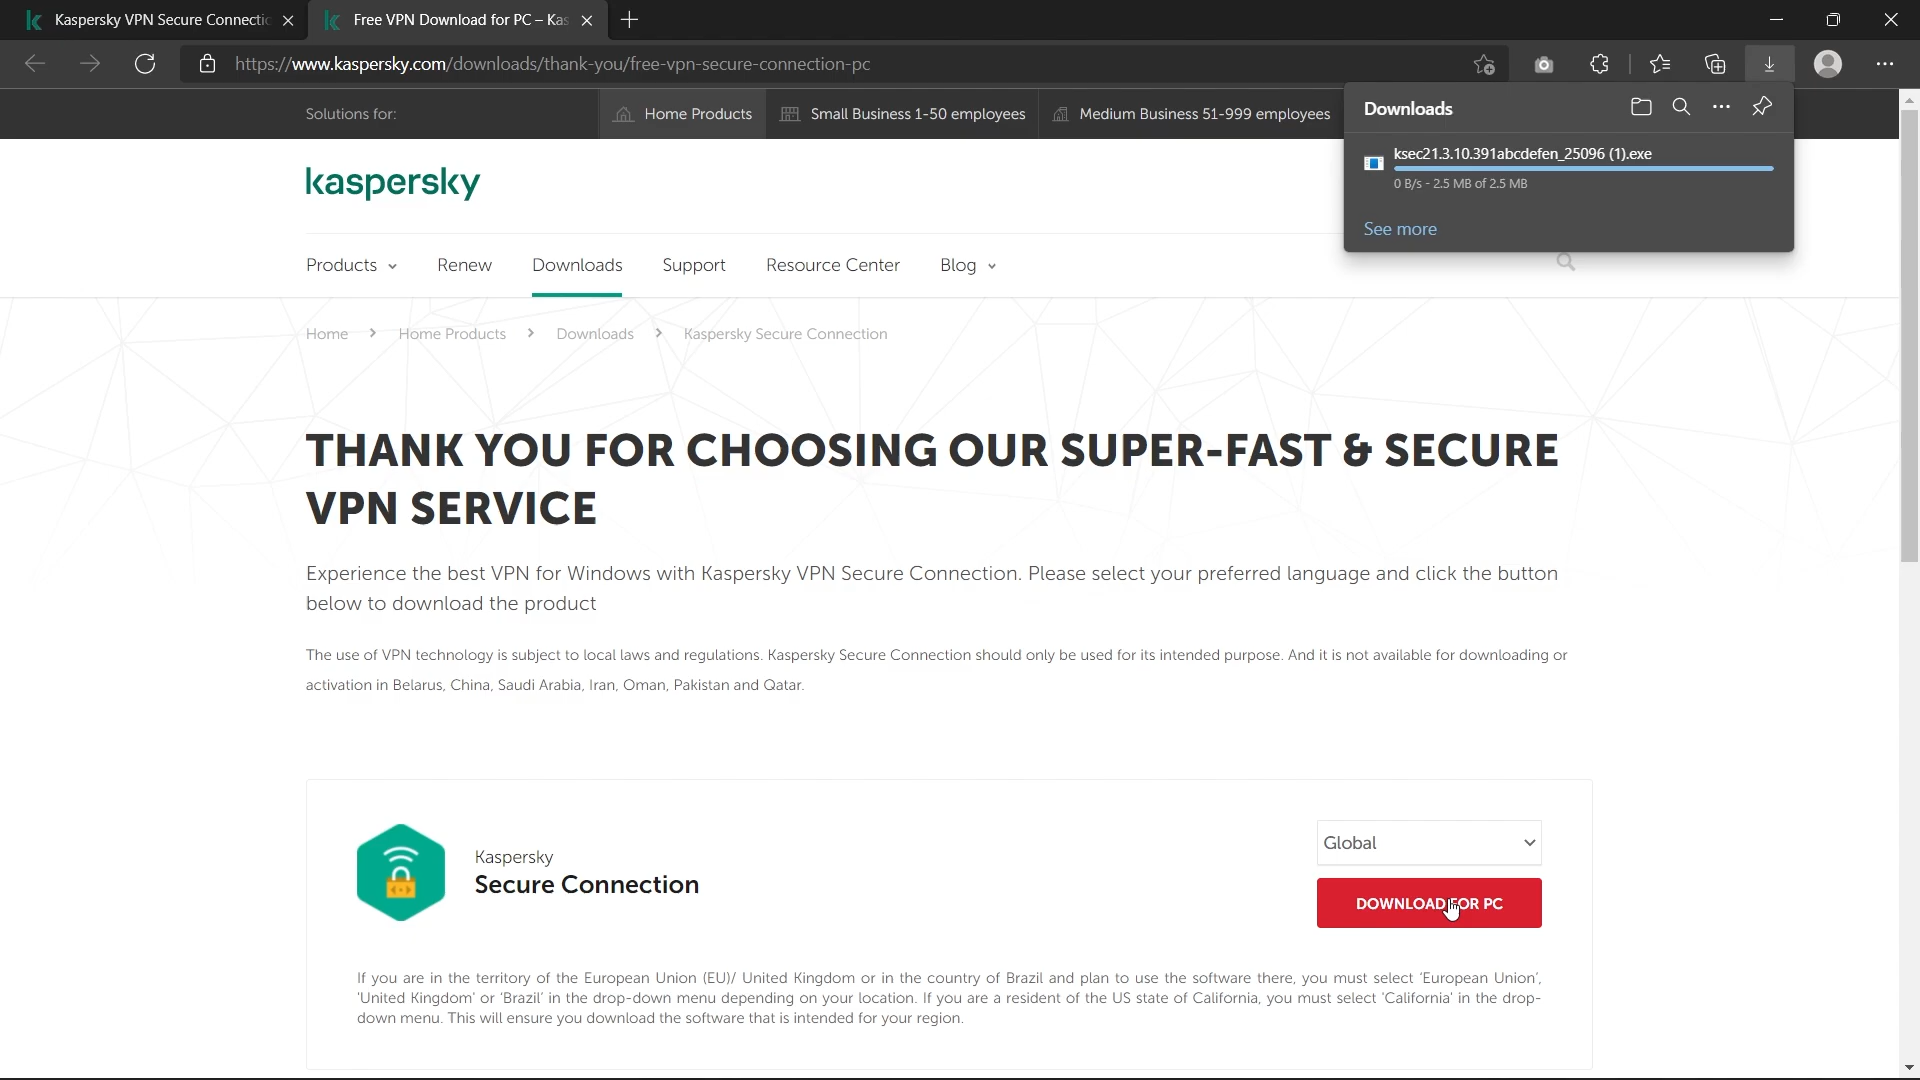 Kaspersky VPN Secure Connectio
Free VPN Download for PC – Kas
https://www.kaspersky.com/downloads/thank-you/free-vpn-secure-connection-pc
Solutions for:
Home Products
Small Business 1-50 employees
Medium Business 51-999 employees
Downloads
ksec21.3.10.391abcdefen_25096 (1).exe
0 B/s - 2.5 MB of 2.5 MB
See more
kaspersky
Products
Renew
Downloads
Support
Resource Center
Blog
Home > Home Products > Downloads > Kaspersky Secure Connection
THANK YOU FOR CHOOSING OUR SUPER-FAST & SECURE
VPN SERVICE
Experience the best VPN for Windows with Kaspersky VPN Secure Connection. Please select your preferred language and click the button
below to download the product
The use of VPN technology is subject to local laws and regulations. Kaspersky Secure Connection should only be used for its intended purpose. And it is not available for downloading or
activation in Belarus, China, Saudi Arabia, Iran, Oman, Pakistan and Qatar.
Kaspersky
Secure Connection
Global
DOWNLOAD FOR PC
If you are in the territory of the European Union (EU)/ United Kingdom or in the country of Brazil and plan to use the software there, you must select 'European Union',
'United Kingdom' or 'Brazil' in the drop-down menu depending on your location. If you are a resident of the US state of California, you must select 'California' in the drop-
down menu. This will ensure you download the software that is intended for your region.